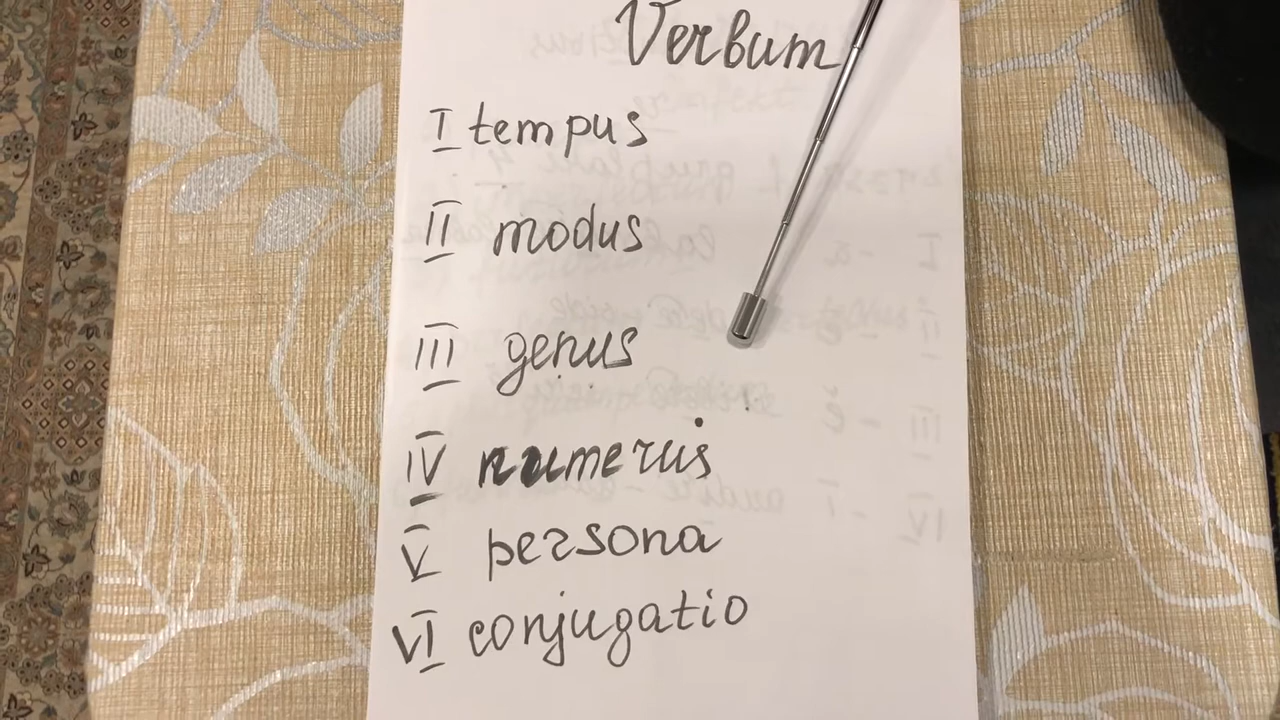 Verbum
I tempus
II modus
III genus
IV numerus
V persona
VI conjugatio